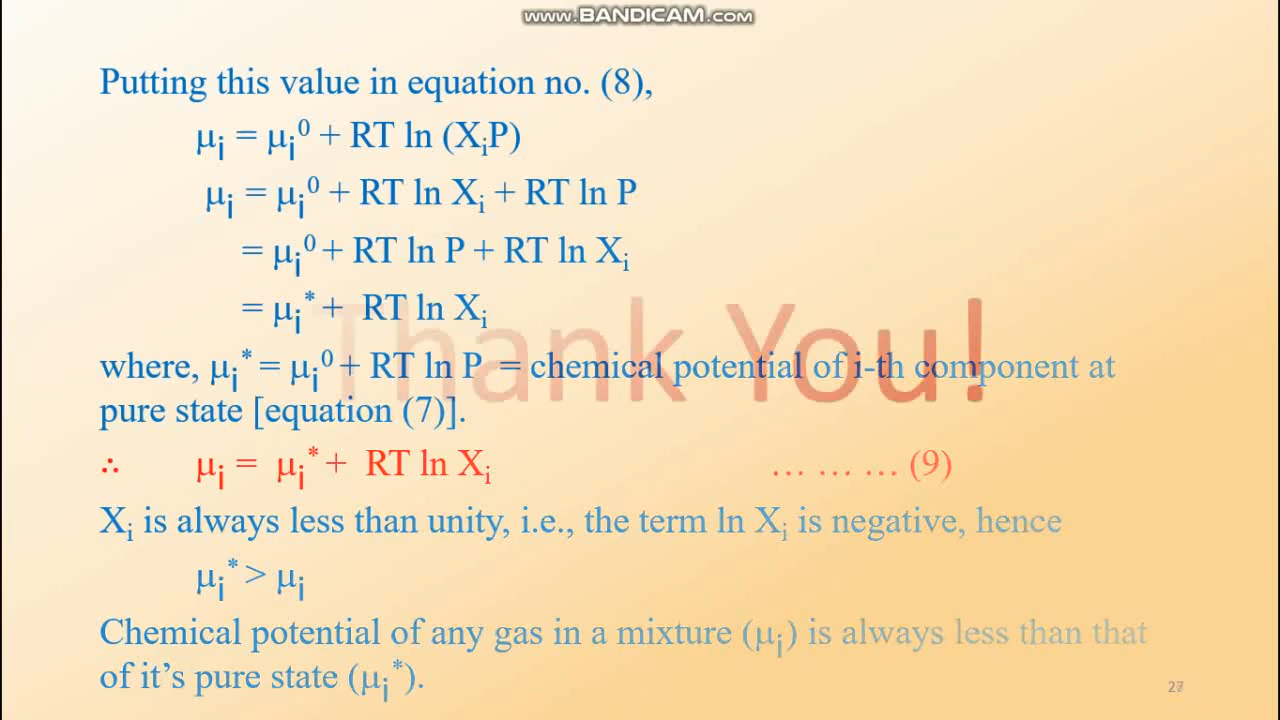 www.BANDICAM.com
Putting this value in equation no. (8),
μᵢ = μᵢ⁰ + RT ln (XᵢP)
μᵢ = μᵢ⁰ + RT ln Xᵢ + RT ln P
= μᵢ⁰ + RT ln P + RT ln Xᵢ
= μᵢ* + RT ln Xᵢ
Thank You!
where, μᵢ* = μᵢ⁰ + RT ln P = chemical potential of i-th component at
pure state [equation (7)].
∴ μᵢ = μᵢ* + RT ln Xᵢ … … … (9)
Xᵢ is always less than unity, i.e., the term ln Xᵢ is negative, hence
μᵢ* > μᵢ
Chemical potential of any gas in a mixture (μᵢ) is always less than that
of it’s pure state (μᵢ*).